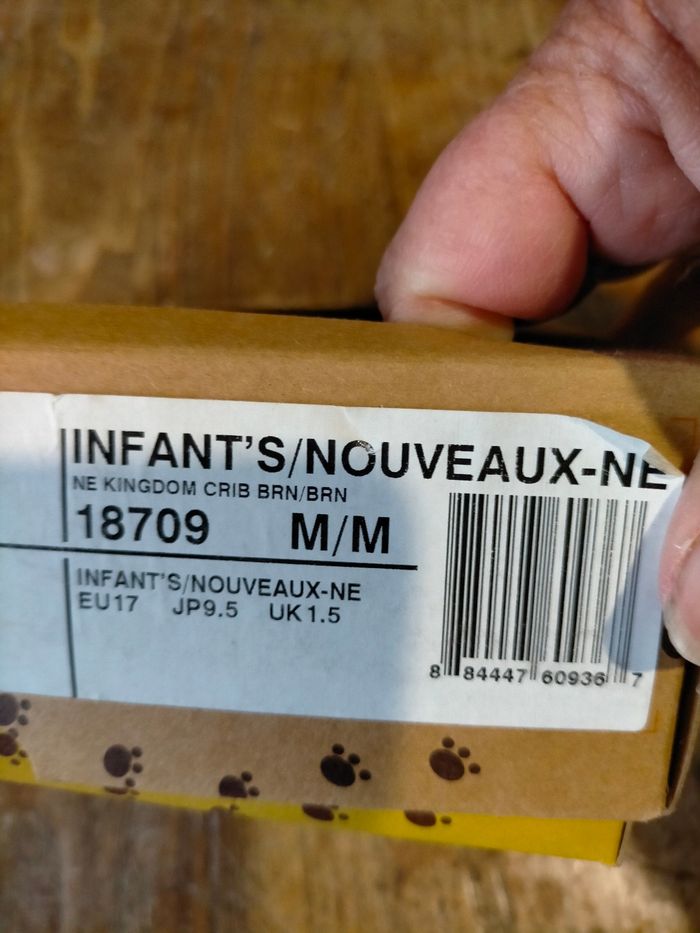 INFANT'S/NOUVEAUX-NE
NE KINGDOM CRIB BRN/BRN
18709 M/M
INFANT'S/NOUVEAUX-NE
EU17 JP9.5 UK1.5
8 84447 60936 7